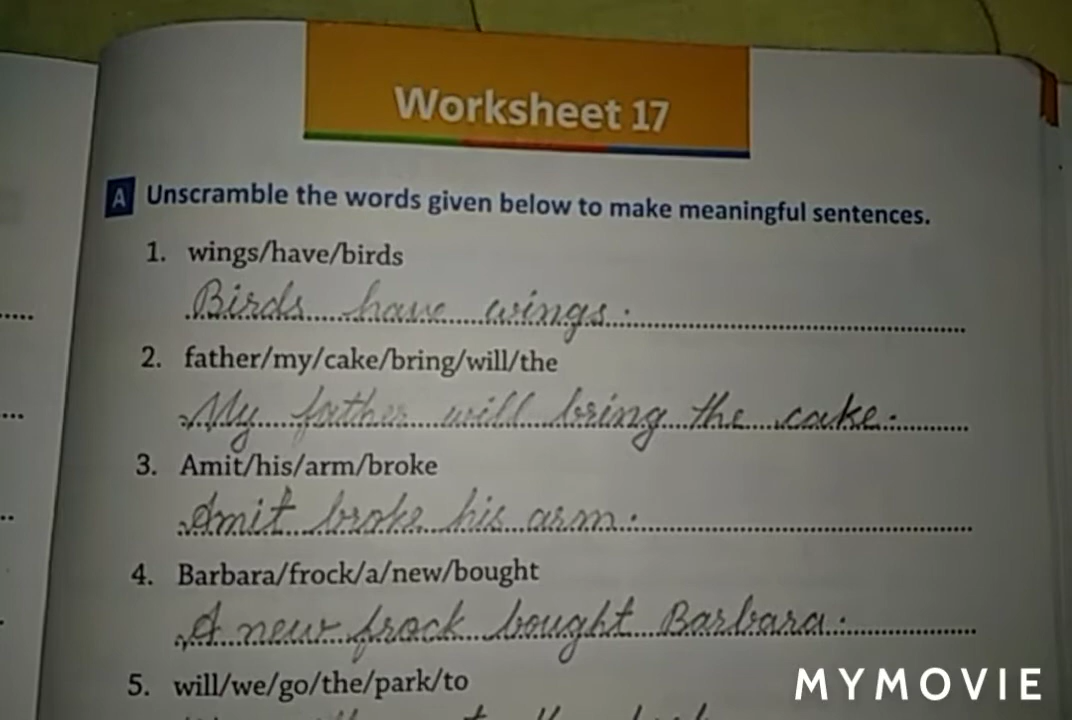 Worksheet 17
A Unscramble the words given below to make meaningful sentences.
1. wings/have/birds
Birds have wings.
2. father/my/cake/bring/will/the
My father will bring the cake.
3. Amit/his/arm/broke
Amit broke his arm.
4. Barbara/frock/a/new/bought
A new frock bought Barbara.
5. will/we/go/the/park/to
MYMOVIE